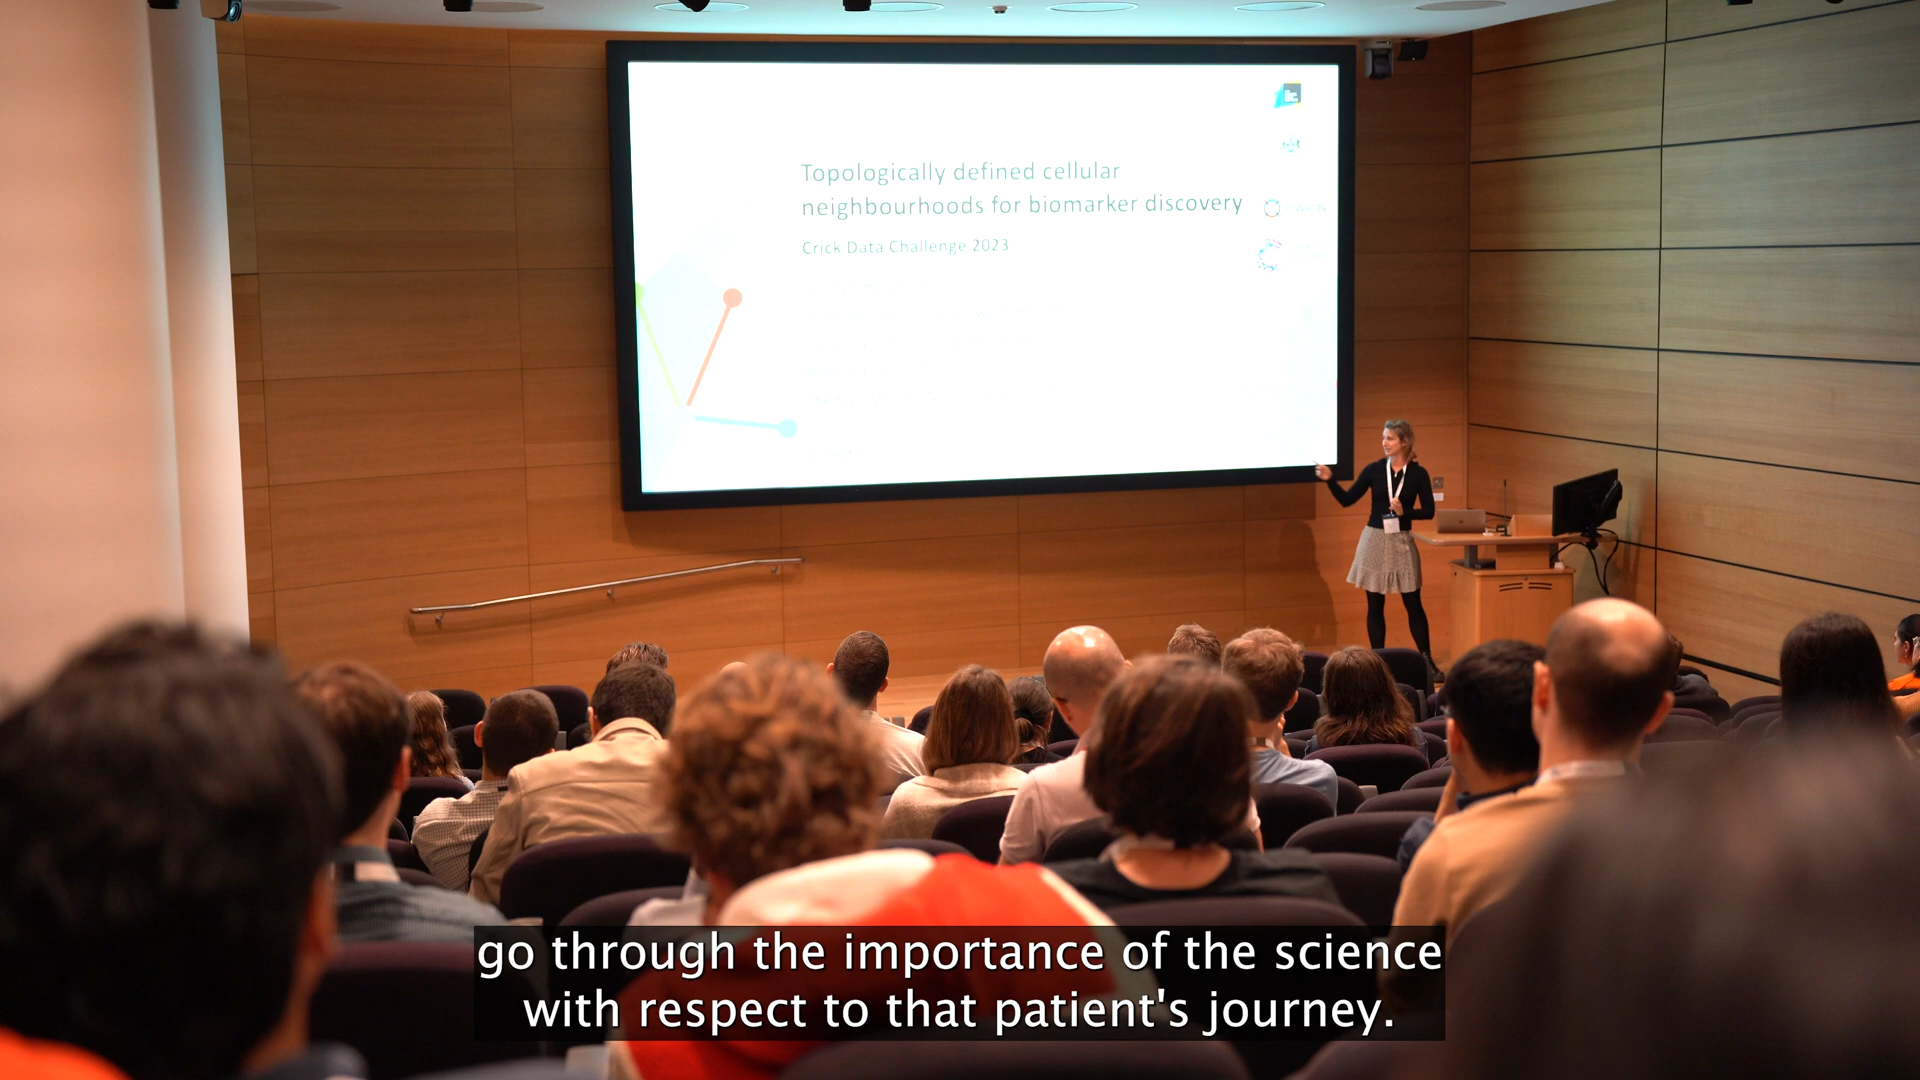 Topologically defined cellular
neighbourhoods for biomarker discovery
Crick Data Challenge 2023
go through the importance of the science
with respect to that patient's journey.